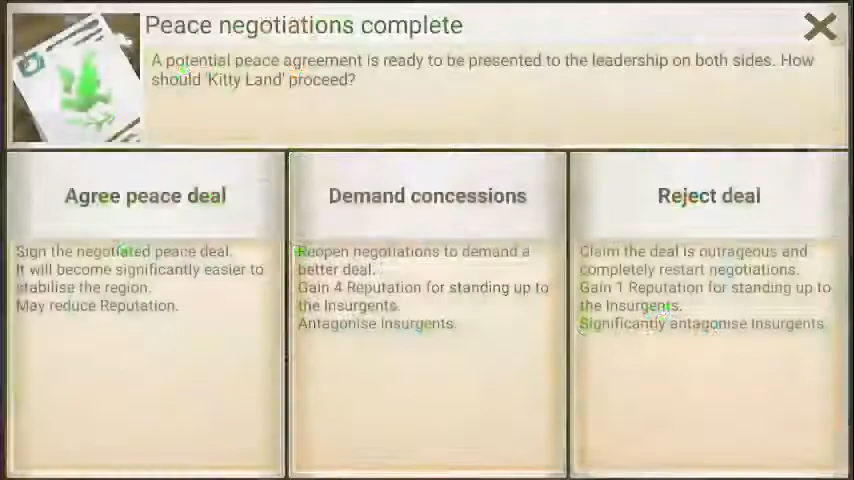 Peace negotiations complete
A potential peace agreement is ready to be presented to the leadership on both sides. How
should 'Kitty Land' proceed?
Agree peace deal
Sign the negotiated peace deal.
It will become significantly easier to
stabilise the region.
May reduce Reputation.
Demand concessions
Reopen negotiations to demand a
better deal.
Gain 4 Reputation for standing up to
the Insurgents.
Antagonise Insurgents.
Reject deal
Claim the deal is outrageous and
completely restart negotiations.
Gain 1 Reputation for standing up to
the Insurgents.
Significantly antagonise Insurgents.